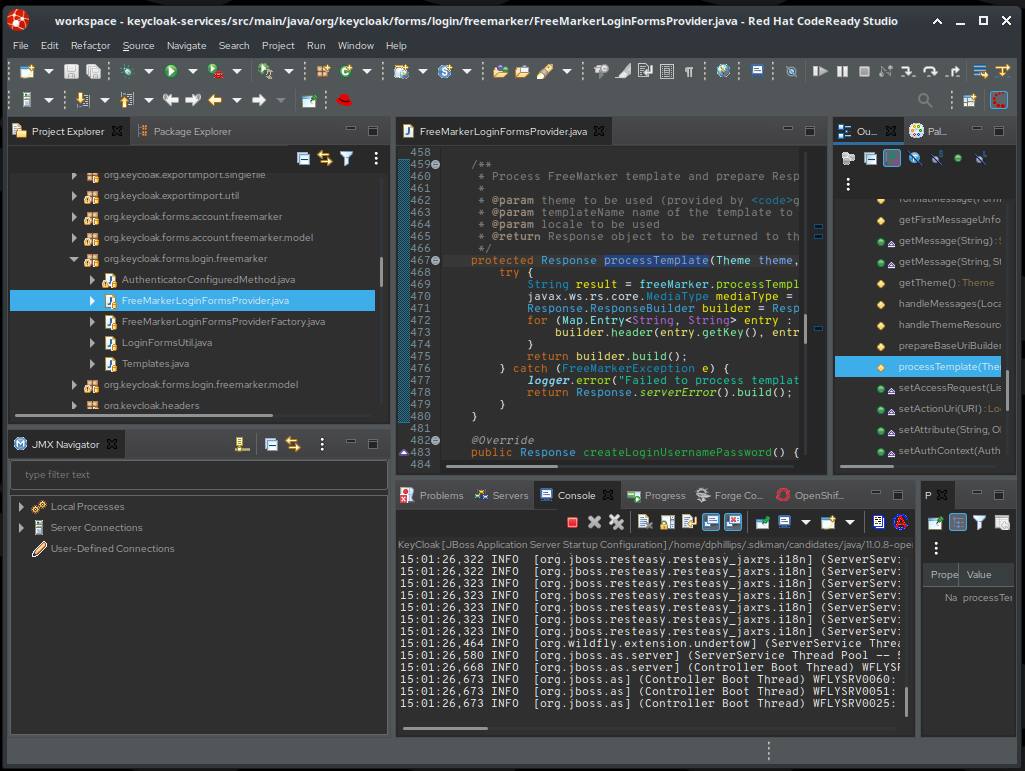 workspace - keycloak-services/src/main/java/org/keycloak/forms/login/freemarker/FreeMarkerLoginFormsProvider.java - Red Hat CodeReady Studio
File Edit Refactor Source Navigate Search Project Run Window Help
Project Explorer
Package Explorer
org.keycloak.exportimport.singlefile
org.keycloak.exportimport.util
org.keycloak.forms.account.freemarker
org.keycloak.forms.account.freemarker.model
org.keycloak.forms.login.freemarker
AuthenticatorConfiguredMethod.java
FreeMarkerLoginFormsProvider.java
FreeMarkerLoginFormsProviderFactory.java
LoginFormsUtil.java
Templates.java
org.keycloak.forms.login.freemarker.model
org.keycloak.headers
JMX Navigator
type filter text
Local Processes
Server Connections
User-Defined Connections
FreeMarkerLoginFormsProvider.java
458
459 /**
460 * Process FreeMarker template and prepare Resp
461 *
462 * @param theme to be used (provided by <code>g
463 * @param templateName name of the template to
464 * @param locale to be used
465 * @return Response object to be returned to th
466 */
467 protected Response processTemplate(Theme theme,
468 try {
469 String result = freeMarker.processTempl
470 javax.ws.rs.core.MediaType mediaType =
471 Response.ResponseBuilder builder = Resp
472 for (Map.Entry<String, String> entry :
473 builder.header(entry.getKey(), entr
474 }
475 return builder.build();
476 } catch (FreeMarkerException e) {
477 logger.error("Failed to process templat
478 return Response.serverError().build();
479 }
480 }
481
482 @Override
483 public Response createLoginUsernamePassword() {
484
Ou...
Pal...
formatMessage(Form
getFirstMessageUnfo
getMessage(String) : S
getMessage(String, St
getTheme() : Theme
handleMessages(Loca
handleThemeResourc
prepareBaseUriBuilder
processTemplate(The
setAccessRequest(Lis
setActionUri(URI) : Lo
setAttribute(String, Ob
setAuthContext(Auth
Problems
Servers
Console
Progress
Forge Co...
OpenShif...
KeyCloak [JBoss Application Server Startup Configuration] /home/dphillips/.sdkman/candidates/java/11.0.8-ope
15:01:26,322 INFO [org.jboss.resteasy.resteasy_jaxrs.i18n] (ServerServi
15:01:26,323 INFO [org.jboss.resteasy.resteasy_jaxrs.i18n] (ServerServi
15:01:26,323 INFO [org.jboss.resteasy.resteasy_jaxrs.i18n] (ServerServi
15:01:26,323 INFO [org.jboss.resteasy.resteasy_jaxrs.i18n] (ServerServi
15:01:26,323 INFO [org.jboss.resteasy.resteasy_jaxrs.i18n] (ServerServi
15:01:26,323 INFO [org.jboss.resteasy.resteasy_jaxrs.i18n] (ServerServi
15:01:26,323 INFO [org.jboss.resteasy.resteasy_jaxrs.i18n] (ServerServi
15:01:26,464 INFO [org.wildfly.extension.undertow] (ServerService Threa
15:01:26,580 INFO [org.jboss.as.server] (ServerService Thread Pool -- 5
15:01:26,668 INFO [org.jboss.as.server] (Controller Boot Thread) WFLYSR
15:01:26,673 INFO [org.jboss.as] (Controller Boot Thread) WFLYSRV0060:
15:01:26,673 INFO [org.jboss.as] (Controller Boot Thread) WFLYSRV0051:
15:01:26,673 INFO [org.jboss.as] (Controller Boot Thread) WFLYSRV0025:
P
Prope Value
Na processTer